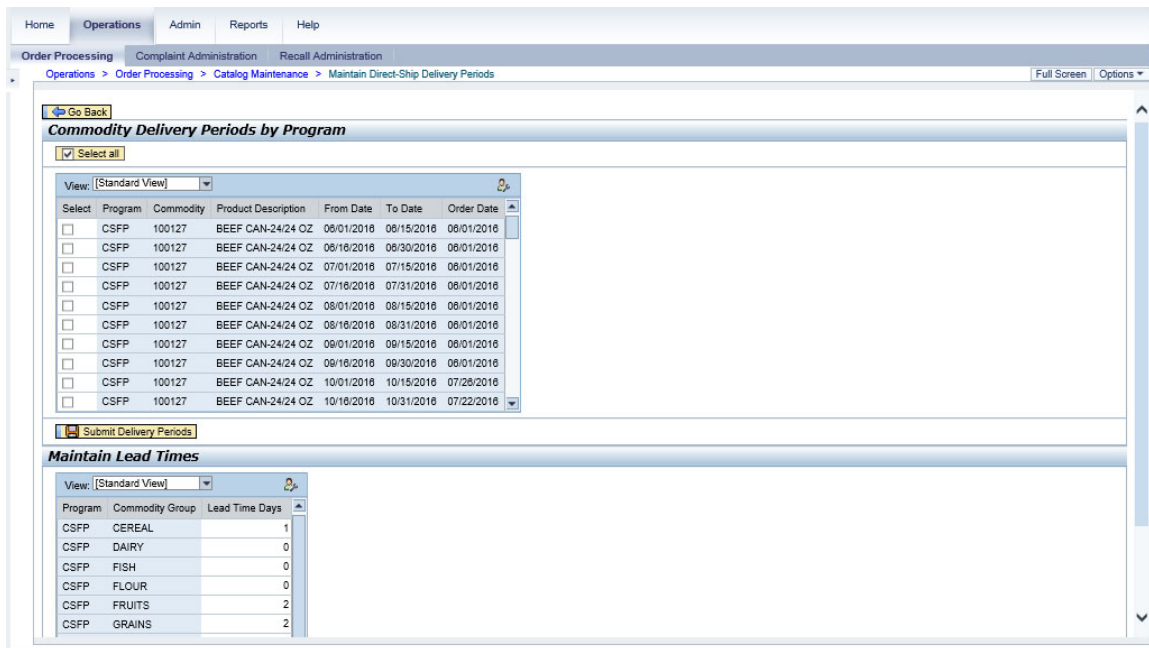 Home Operations Admin Reports Help
Order Processing Complaint Administration Recall Administration
Operations > Order Processing > Catalog Maintenance > Maintain Direct-Ship Delivery Periods Full Screen Options
Go Back
Commodity Delivery Periods by Program
Select all
View: [Standard View]
Select Program Commodity Product Description From Date To Date Order Date
CSFP 100127 BEEF CAN-24/24 OZ 06/01/2016 06/15/2016 06/01/2016
CSFP 100127 BEEF CAN-24/24 OZ 06/16/2016 06/30/2016 06/01/2016
CSFP 100127 BEEF CAN-24/24 OZ 07/01/2016 07/15/2016 06/01/2016
CSFP 100127 BEEF CAN-24/24 OZ 07/16/2016 07/31/2016 06/01/2016
CSFP 100127 BEEF CAN-24/24 OZ 08/01/2016 08/15/2016 06/01/2016
CSFP 100127 BEEF CAN-24/24 OZ 08/16/2016 08/31/2016 06/01/2016
CSFP 100127 BEEF CAN-24/24 OZ 09/01/2016 09/15/2016 06/01/2016
CSFP 100127 BEEF CAN-24/24 OZ 09/16/2016 09/30/2016 06/01/2016
CSFP 100127 BEEF CAN-24/24 OZ 10/01/2016 10/15/2016 07/26/2016
CSFP 100127 BEEF CAN-24/24 OZ 10/16/2016 10/31/2016 07/22/2016
Submit Delivery Periods
Maintain Lead Times
View: [Standard View]
Program Commodity Group Lead Time Days
CSFP CEREAL 1
CSFP DAIRY 0
CSFP FISH 0
CSFP FLOUR 0
CSFP FRUITS 2
CSFP GRAINS 2